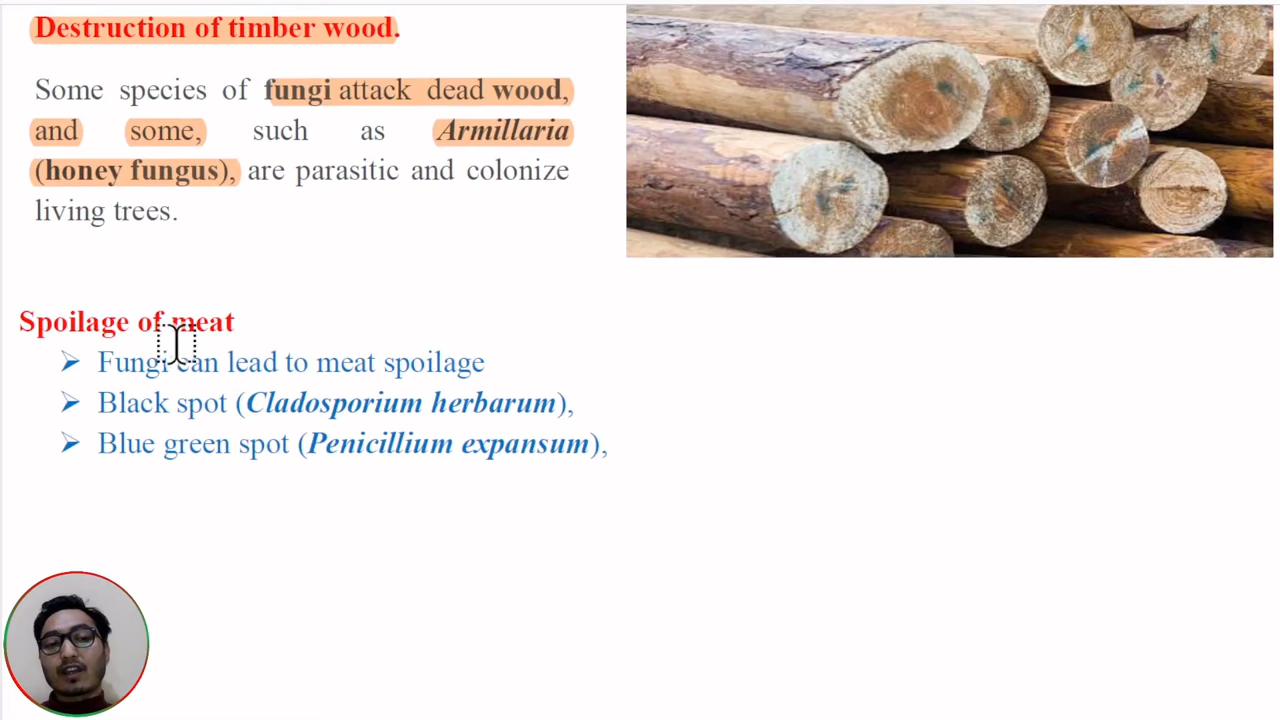 Destruction of timber wood.
Some species of fungi attack dead wood,
and some, such as Armillaria
(honey fungus), are parasitic and colonize
living trees.
Spoilage of meat
Fungi can lead to meat spoilage
Black spot (Cladosporium herbarum),
Blue green spot (Penicillium expansum),